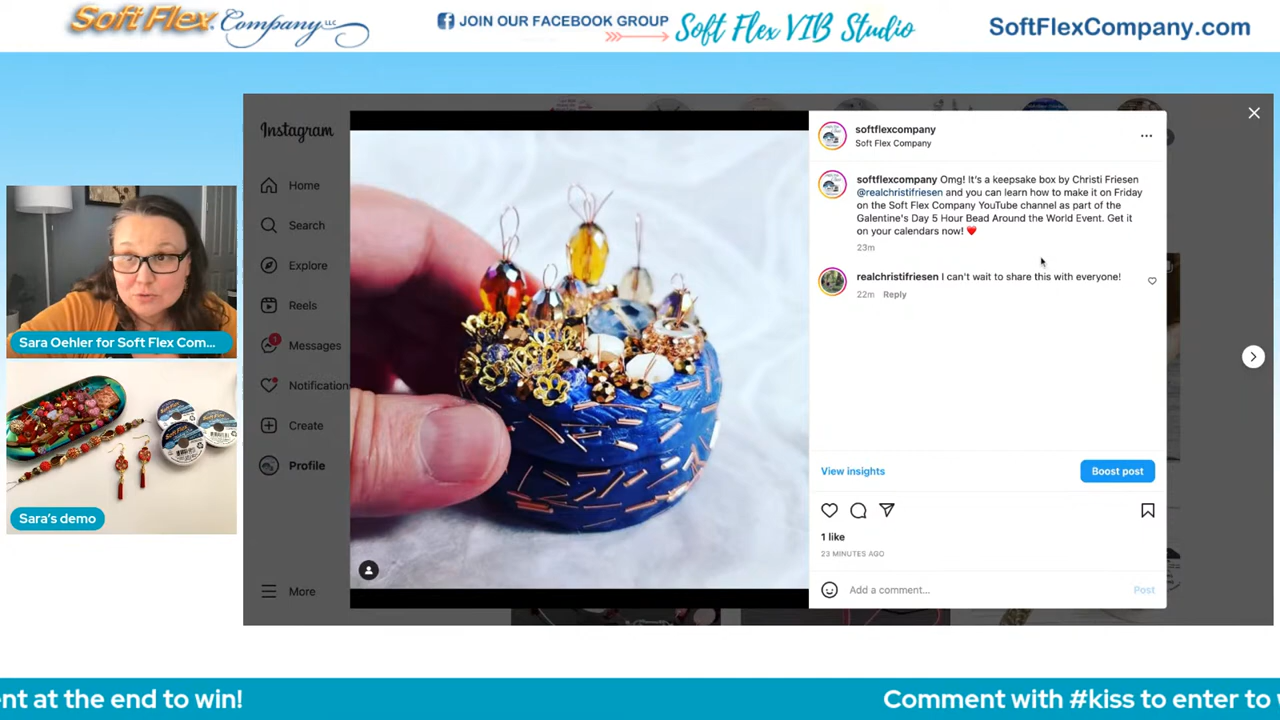 Soft Flex Company LLC
JOIN OUR FACEBOOK GROUP
Soft Flex VIB Studio
SoftFlexCompany.com
Instagram
Home
Search
Explore
Reels
1
Messages
Notification
Create
Profile
More
softflexcompany
Soft Flex Company
softflexcompany Omg! It's a keepsake box by Christi Friesen
@realchristifriesen and you can learn how to make it on Friday
on the Soft Flex Company YouTube channel as part of the
Galentine's Day 5 Hour Bead Around the World Event. Get it
on your calendars now! ❤️
23m
realchristifriesen I can't wait to share this with everyone!
22m Reply
View insights
Boost post
1 like
23 MINUTES AGO
Add a comment...
Post
Sara Oehler for Soft Flex Com...
Soft Flex
Sara's demo
ent at the end to win!
Comment with #kiss to enter to